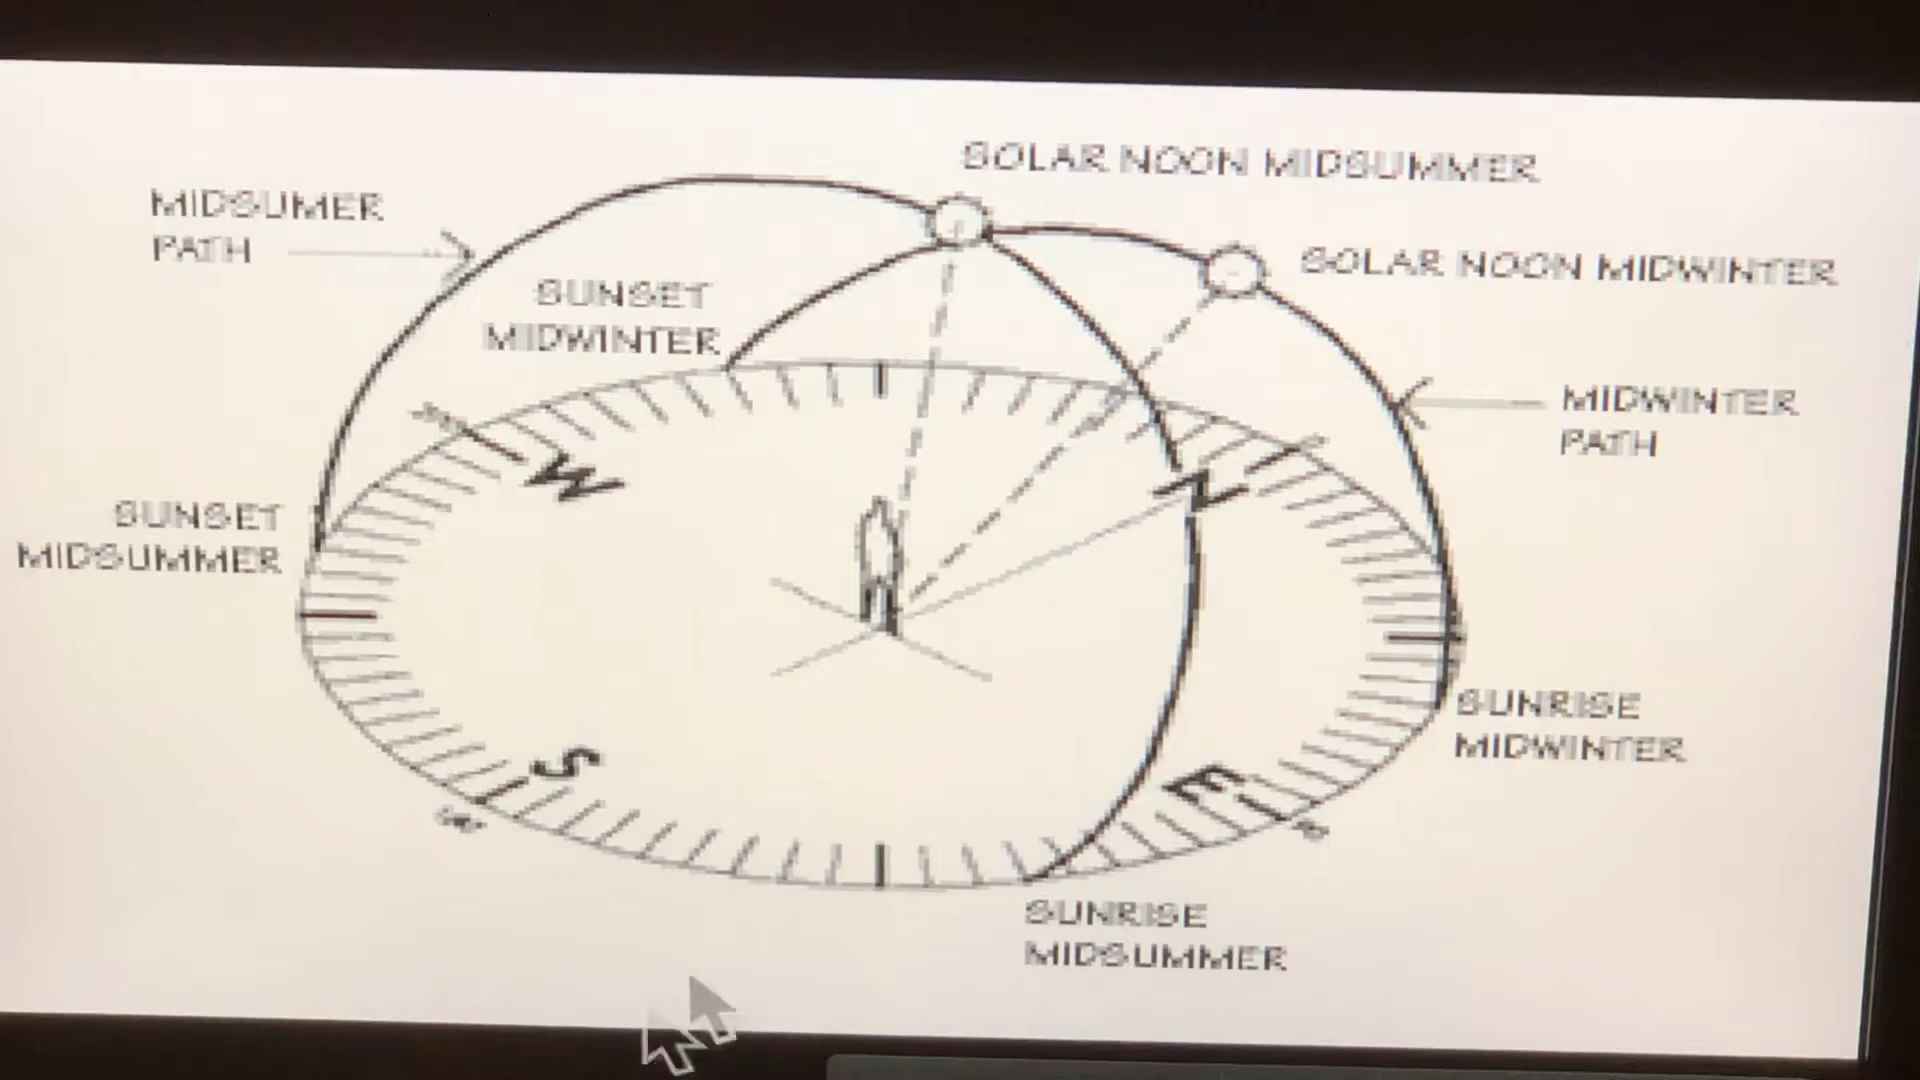 SOLAR NOON MIDSUMMER
MIDSUMER
PATH
SOLAR NOON MIDWINTER
SUNSET
MIDWINTER
MIDWINTER
PATH
W
N
SUNSET
MIDSUMMER
SUNRISE
MIDWINTER
S
E
SUNRISE
MIDSUMMER